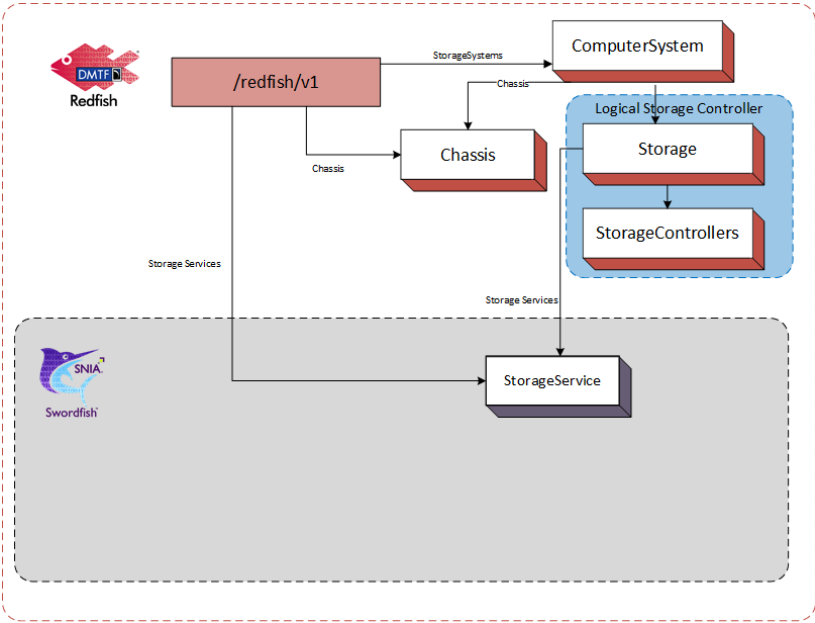 DMTF
Redfish
/redfish/v1
StorageSystems
ComputerSystem
Chassis
Logical Storage Controller
Chassis
Storage
Chassis
StorageControllers
Storage Services
Storage Services
SNIA
Swordfish
StorageService